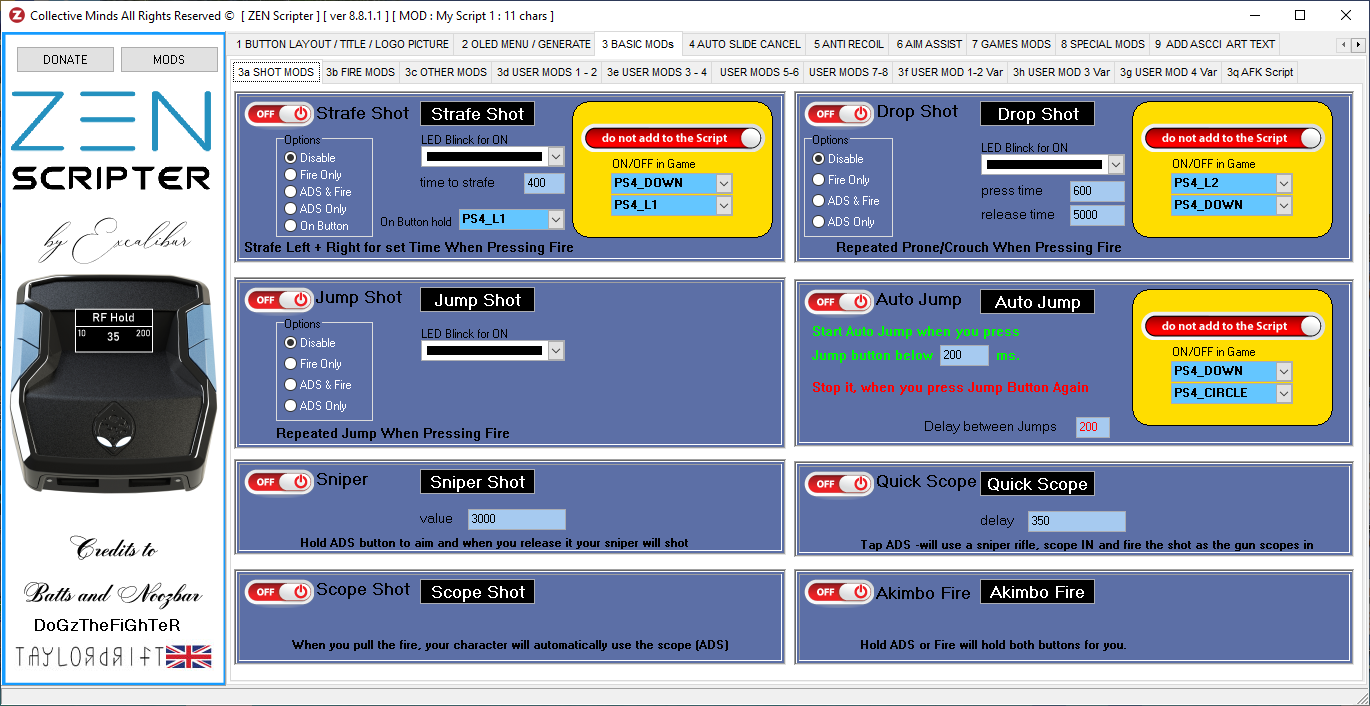 Collective Minds All Rights Reserved © [ ZEN Scripter ] [ ver 8.8.1.1 ] [ MOD : My Script 1 : 11 chars ]
DONATE MODS
ZEN
SCRIPTER
by Excalibur
RF Hold
10 35 200
Credits to
Batts and Noozbar
DoGzTheFiGhTeR
TAYLORdRIFT
1 BUTTON LAYOUT / TITLE / LOGO PICTURE 2 OLED MENU / GENERATE 3 BASIC MODs 4 AUTO SLIDE CANCEL 5 ANTI RECOIL 6 AIM ASSIST 7 GAMES MODS 8 SPECIAL MODS 9 ADD ASCCI ART TEXT
3a SHOT MODS 3b FIRE MODS 3c OTHER MODS 3d USER MODS 1 - 2 3e USER MODS 3 - 4 USER MODS 5-6 USER MODS 7-8 3f USER MOD 1-2 Var 3h USER MOD 3 Var 3g USER MOD 4 Var 3q AFK Script
OFF Strafe Shot Strafe Shot
Options
Disable
Fire Only
ADS & Fire
ADS Only
On Button
LED Blinck for ON
time to strafe 400
On Button hold PS4_L1
do not add to the Script
ON/OFF in Game
PS4_DOWN
PS4_L1
Strafe Left + Right for set Time When Pressing Fire
OFF Drop Shot Drop Shot
Options
Disable
Fire Only
ADS & Fire
ADS Only
LED Blinck for ON
press time 600
release time 5000
do not add to the Script
ON/OFF in Game
PS4_L2
PS4_DOWN
Repeated Prone/Crouch When Pressing Fire
OFF Jump Shot Jump Shot
Options
Disable
Fire Only
ADS & Fire
ADS Only
LED Blinck for ON
Repeated Jump When Pressing Fire
OFF Auto Jump Auto Jump
Start Auto Jump when you press
Jump button below 200 ms.
Stop it, when you press Jump Button Again
Delay between Jumps 200
do not add to the Script
ON/OFF in Game
PS4_DOWN
PS4_CIRCLE
OFF Sniper Sniper Shot
value 3000
Hold ADS button to aim and when you release it your sniper will shot
OFF Quick Scope Quick Scope
delay 350
Tap ADS -will use a sniper rifle, scope IN and fire the shot as the gun scopes in
OFF Scope Shot Scope Shot
When you pull the fire, your character will automatically use the scope (ADS)
OFF Akimbo Fire Akimbo Fire
Hold ADS or Fire will hold both buttons for you.